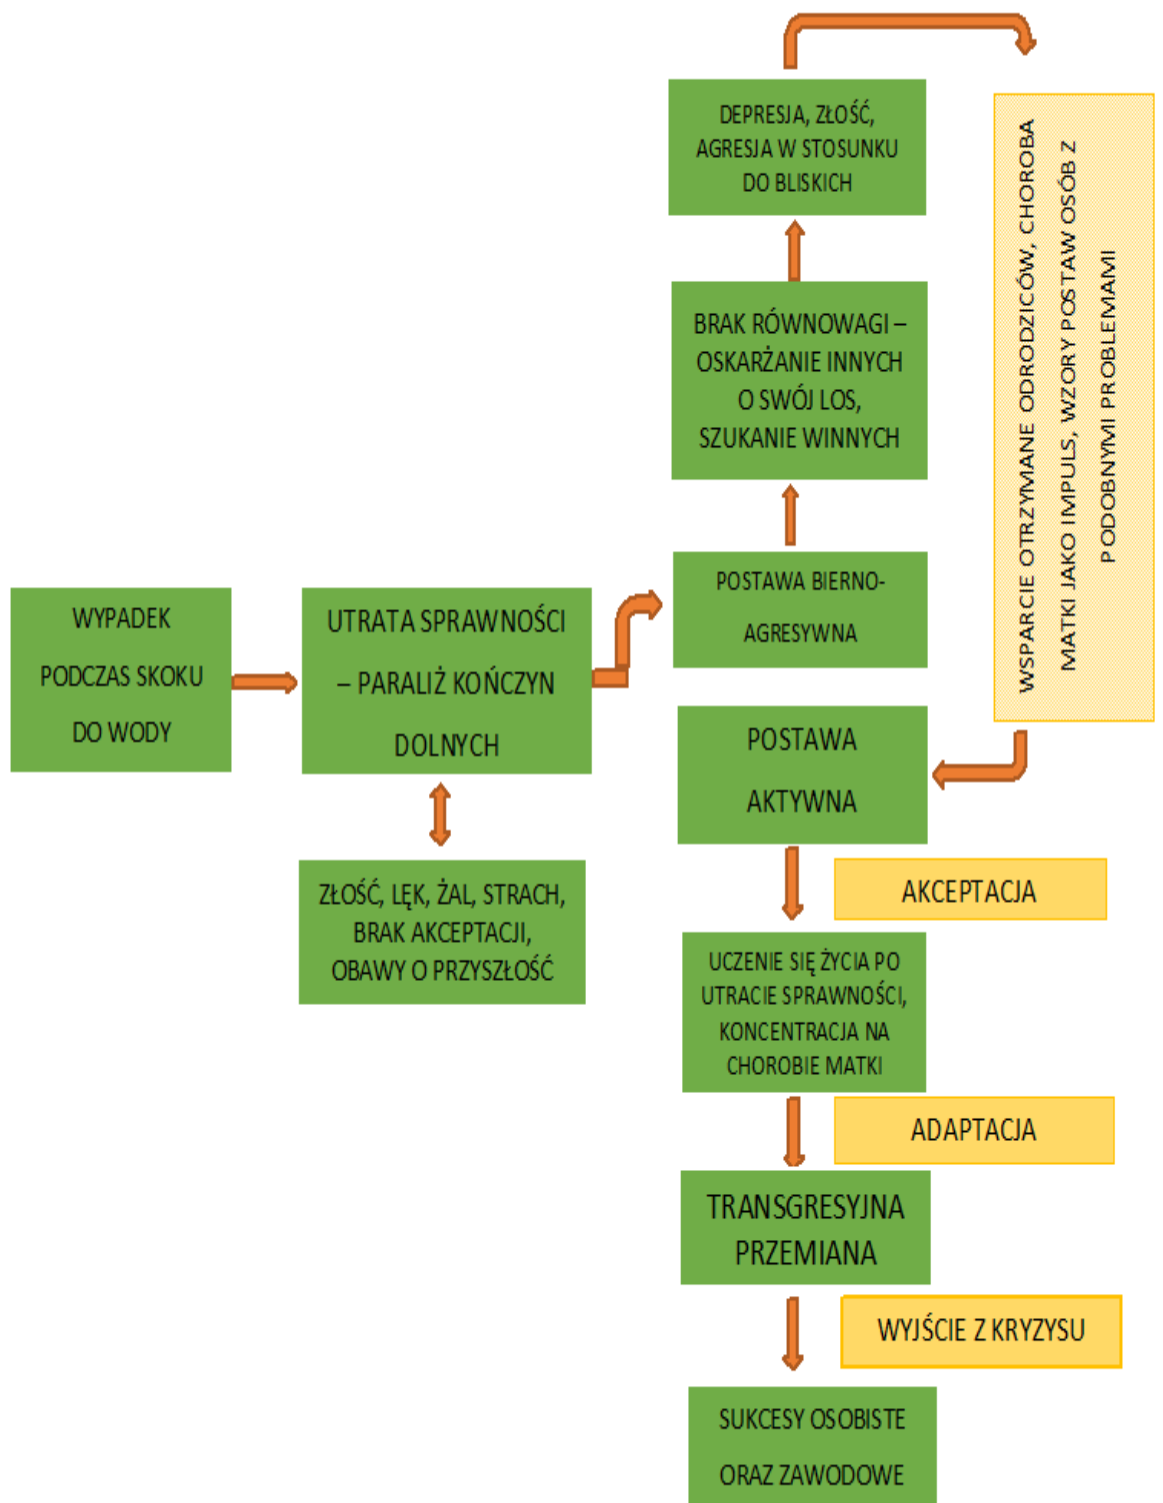 WYPADEK
PODCZAS SKOKU
DO WODY
UTRATA SPRAWNOŚCI
– PARALIŻ KOŃCZYN
DOLNYCH
ZŁOŚĆ, LĘK, ŻAL, STRACH,
BRAK AKCEPTACJI,
OBAWY O PRZYSZŁOŚĆ
POSTAWA BIERNO-
AGRESYWNA
BRAK RÓWNOWAGI –
OSKARŻANIE INNYCH
O SWÓJ LOS,
SZUKANIE WINNYCH
DEPRESJA, ZŁOŚĆ,
AGRESJA W STOSUNKU
DO BLISKICH
WSPARCIE OTRZYMANE ODRODZICÓW, CHOROBA
MATKI JAKO IMPULS, WZORY POSTAW OSÓB Z
PODOBNYMI PROBLEMAMI
POSTAWA
AKTYWNA
AKCEPTACJA
UCZENIE SIĘ ŻYCIA PO
UTRACIE SPRAWNOŚCI,
KONCENTRACJA NA
CHOROBIE MATKI
ADAPTACJA
TRANSGRESYJNA
PRZEMIANA
WYJŚCIE Z KRYZYSU
SUKCESY OSOBISTE
ORAZ ZAWODOWE